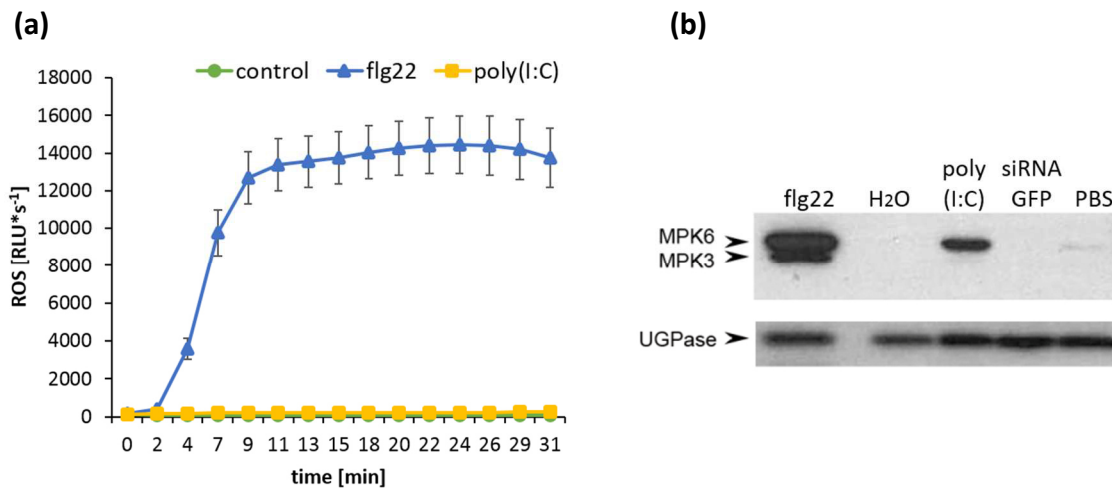 (a)
control flg22 poly(I:C)
18000
16000
14000
12000
10000
8000
6000
4000
2000
0
ROS [RLU*s-1]
0 2 4 7 9 11 13 15 18 20 22 24 26 29 31
time [min]
(b)
flg22 H2O poly (I:C) siRNA GFP PBS
MPK6
MPK3
UGPase